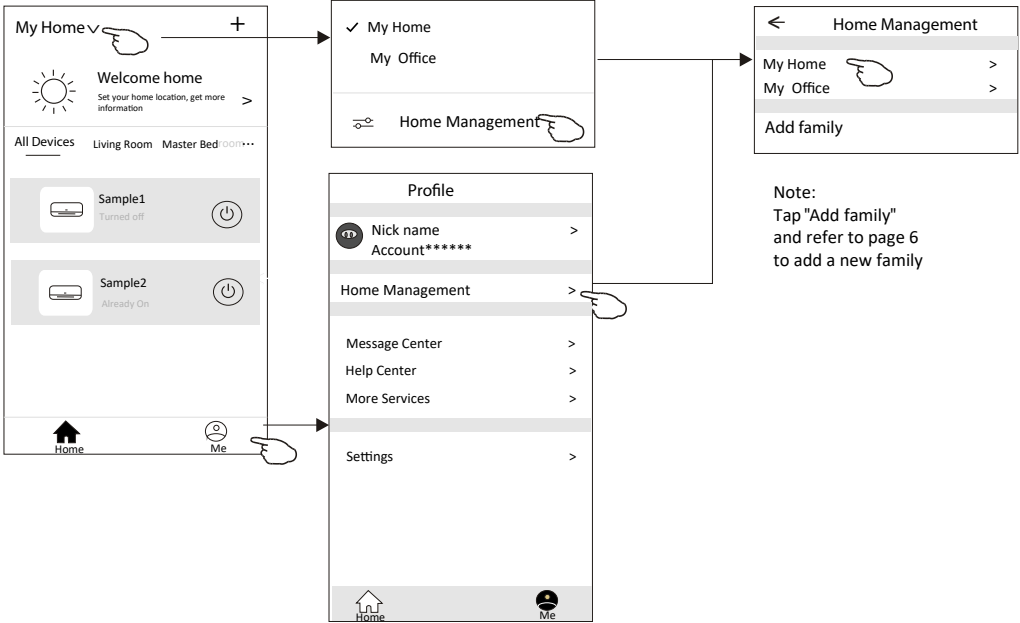 My Home
+
Welcome home
Set your home location, get more
information
>
All Devices Living Room Master Bedroom ...
Sample1
Turned off
Sample2
Already On
Home
Me
✓ My Home
My Office
Home Management
Profile
Nick name >
Account******
Home Management >
Message Center >
Help Center >
More Services >
Settings >
Home
Me
Home Management
My Home >
My Office >
Add family
Note:
Tap "Add family"
and refer to page 6
to add a new family